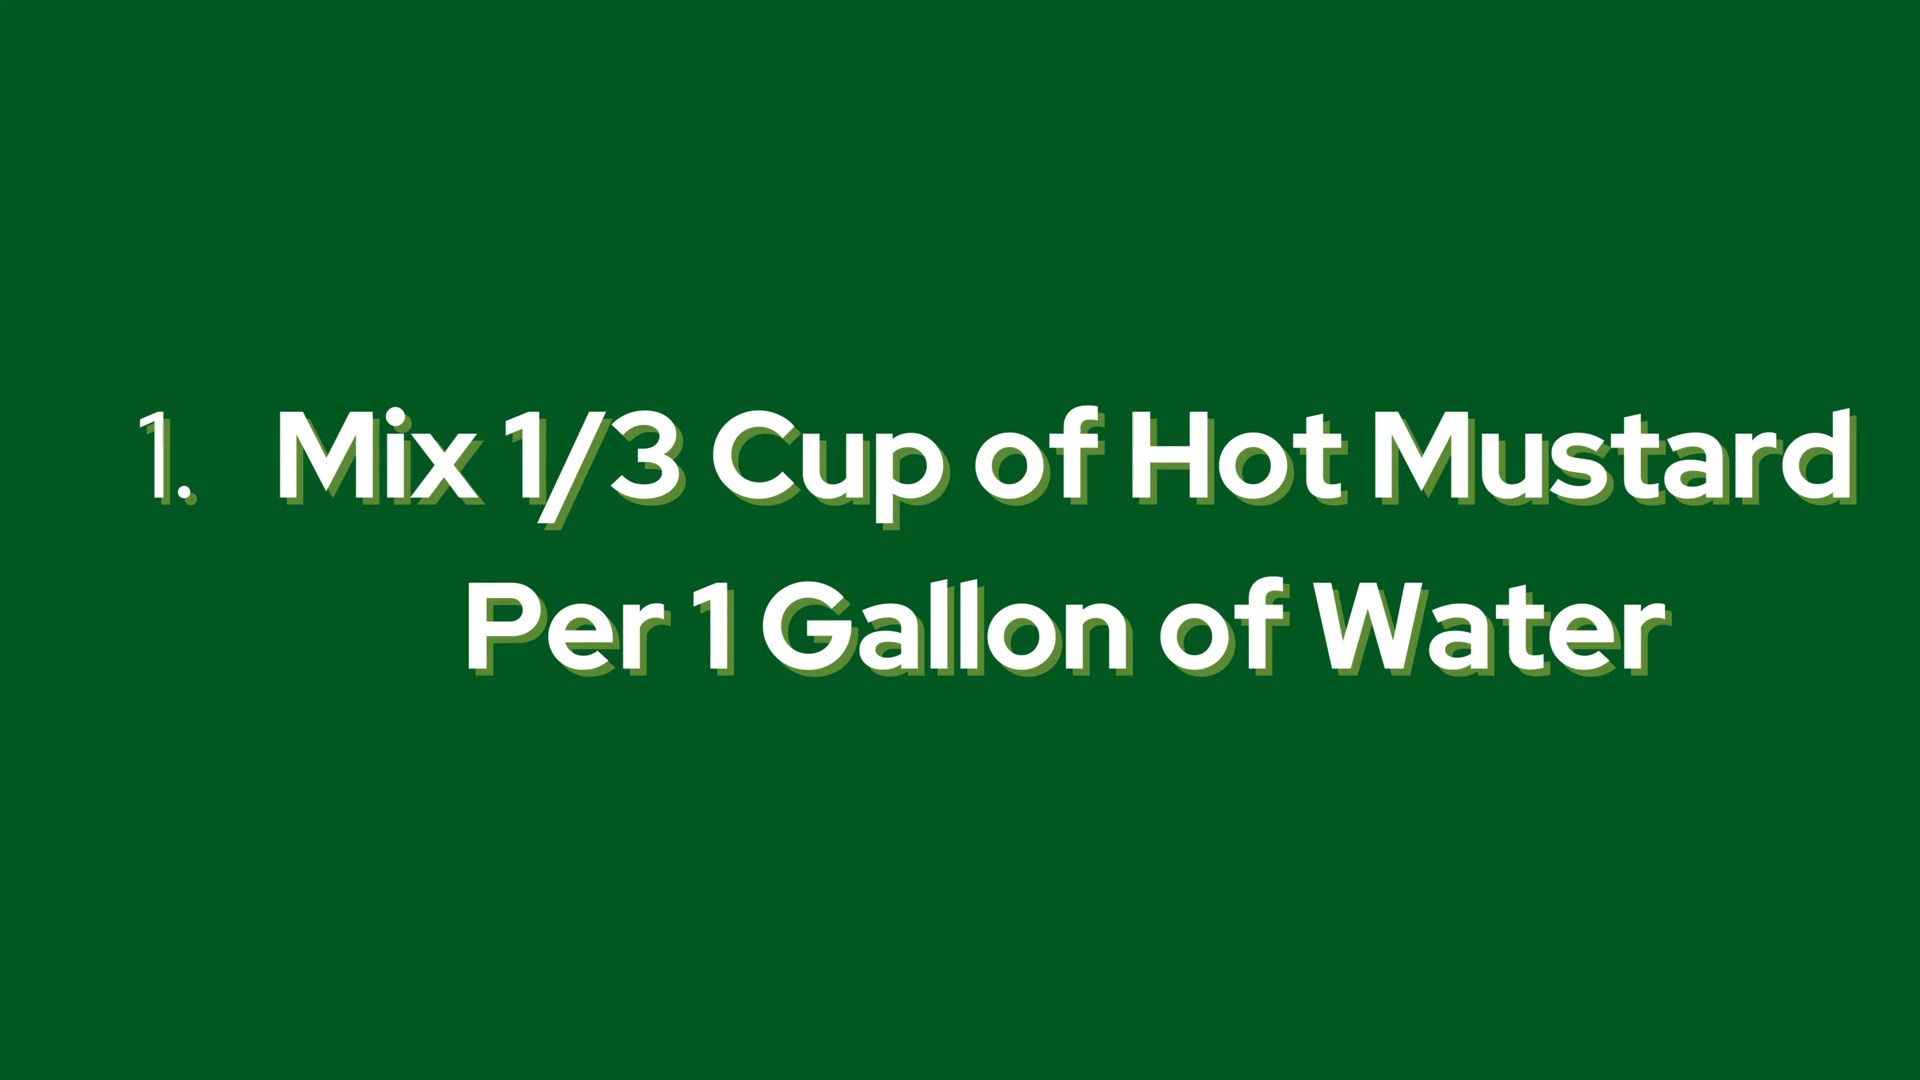 1. Mix 1/3 Cup of Hot Mustard
Per 1 Gallon of Water